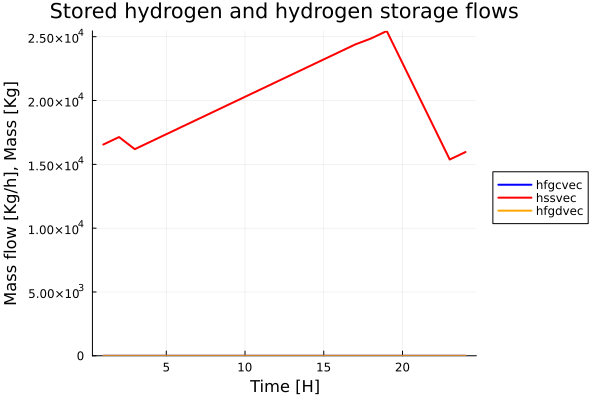 Stored hydrogen and hydrogen storage flows
Mass flow [Kg/h], Mass [Kg]
2.50×10⁴
2.00×10⁴
1.50×10⁴
1.00×10⁴
5.00×10³
0
5 10 15 20
Time [H]
hfgcvec
hssvec
hfgdvec